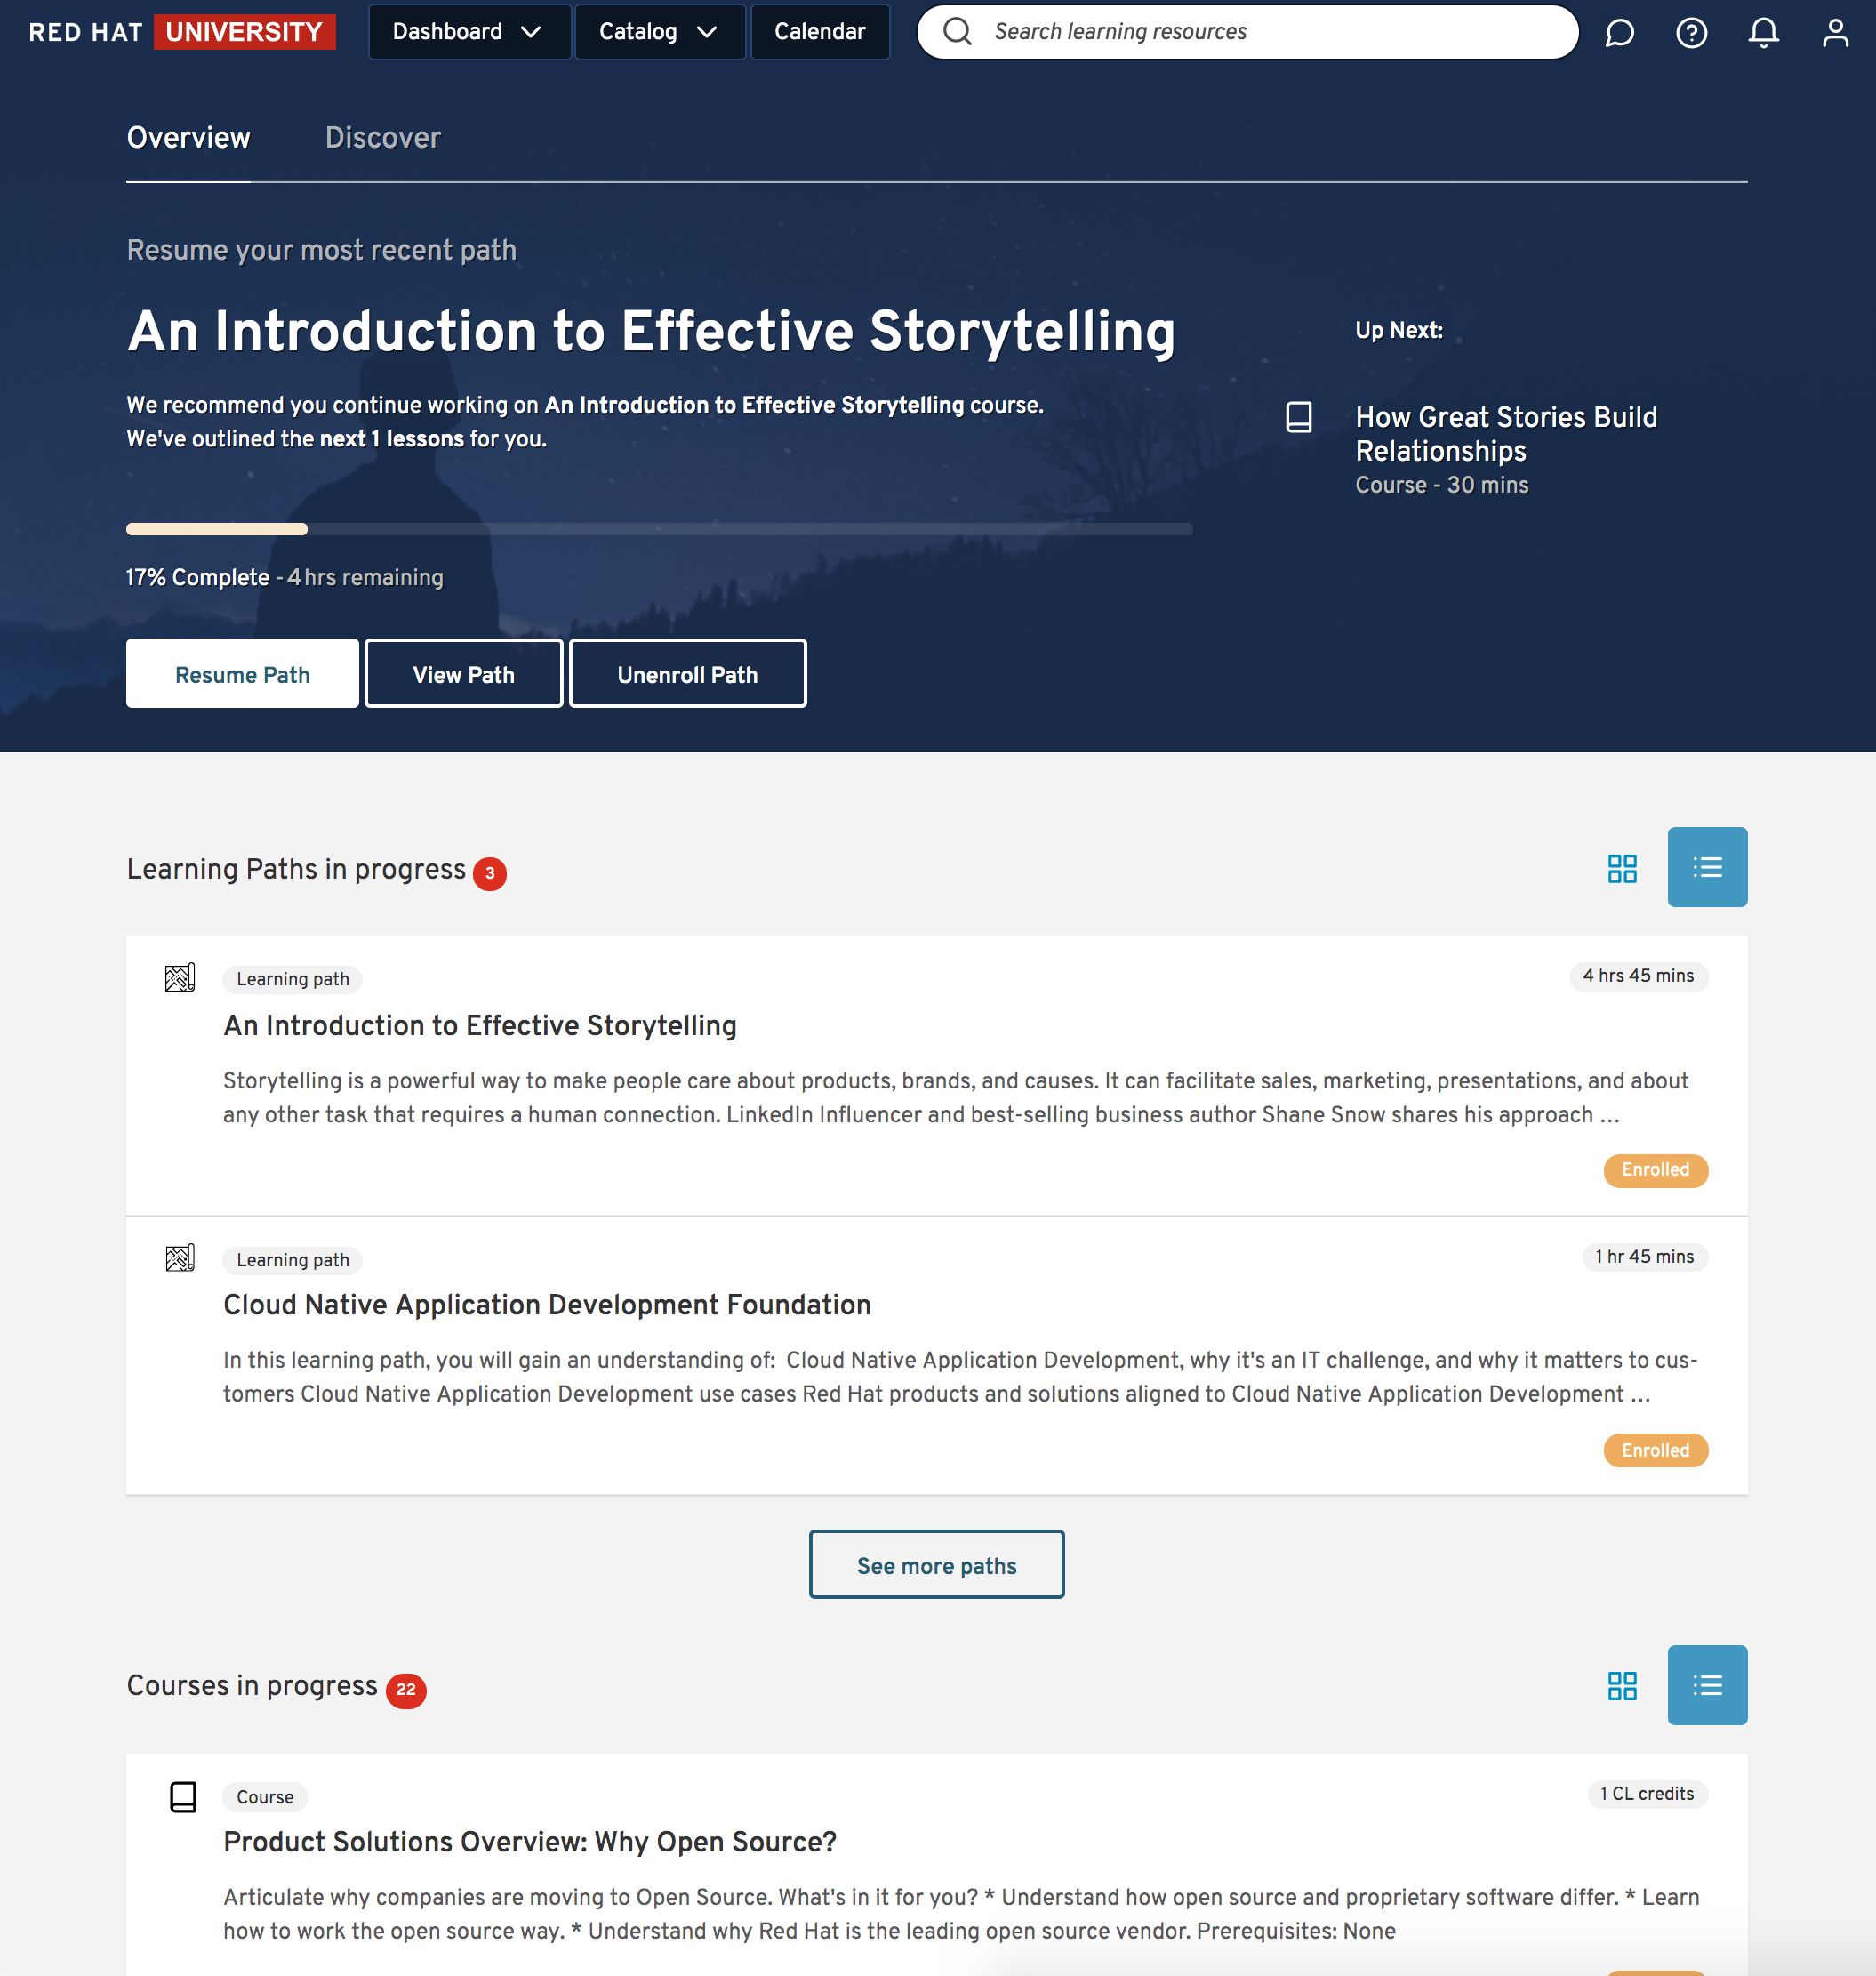 RED HAT UNIVERSITY
Dashboard
Catalog
Calendar
Search learning resources
Overview
Discover
Resume your most recent path
An Introduction to Effective Storytelling
We recommend you continue working on An Introduction to Effective Storytelling course.
We've outlined the next 1 lessons for you.
17% Complete - 4 hrs remaining
Resume Path
View Path
Unenroll Path
Up Next:
How Great Stories Build
Relationships
Course - 30 mins
Learning Paths in progress 3
Learning path
4 hrs 45 mins
An Introduction to Effective Storytelling
Storytelling is a powerful way to make people care about products, brands, and causes. It can facilitate sales, marketing, presentations, and about
any other task that requires a human connection. LinkedIn Influencer and best-selling business author Shane Snow shares his approach ...
Enrolled
Learning path
1 hr 45 mins
Cloud Native Application Development Foundation
In this learning path, you will gain an understanding of:  Cloud Native Application Development, why it's an IT challenge, and why it matters to cus-
tomers Cloud Native Application Development use cases Red Hat products and solutions aligned to Cloud Native Application Development ...
Enrolled
See more paths
Courses in progress 22
Course
1 CL credits
Product Solutions Overview: Why Open Source?
Articulate why companies are moving to Open Source. What's in it for you? * Understand how open source and proprietary software differ. * Learn
how to work the open source way. * Understand why Red Hat is the leading open source vendor. Prerequisites: None